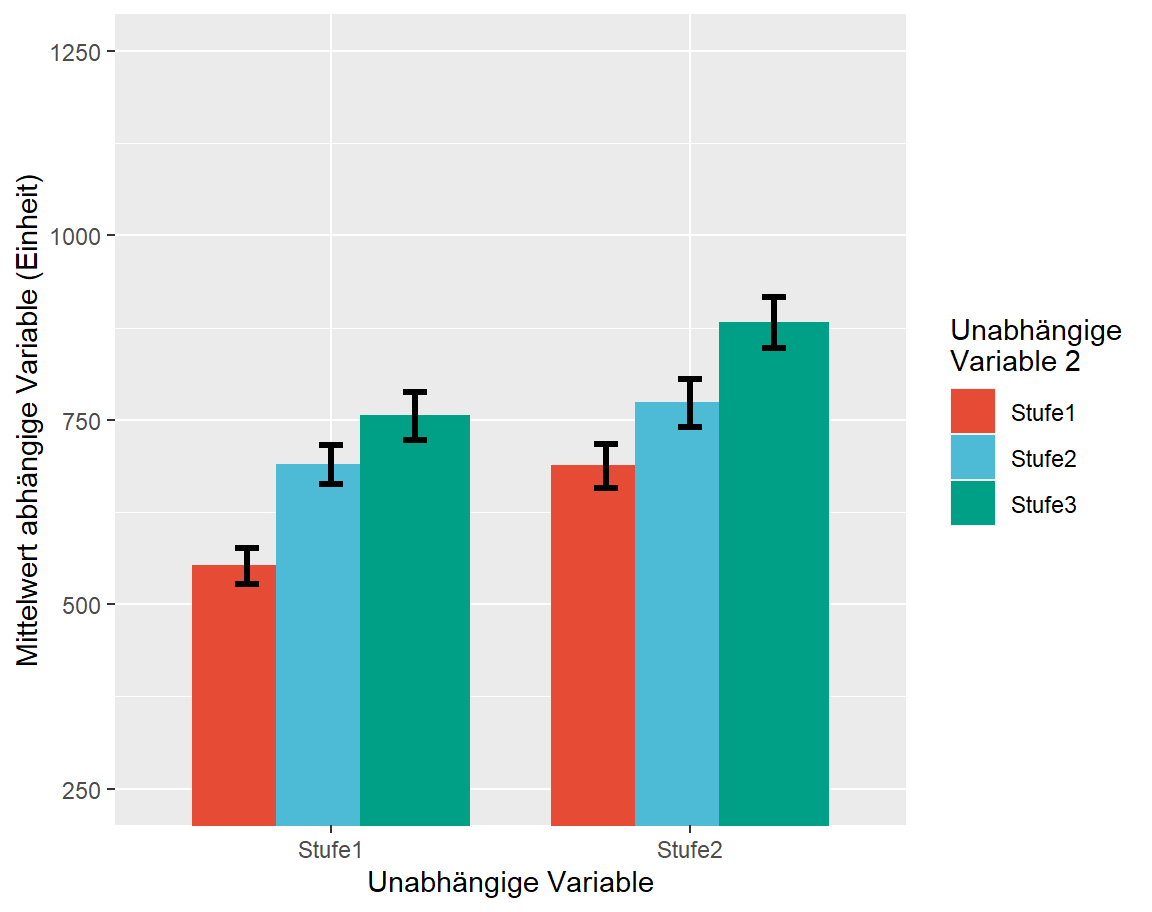 Mittelwert abhängige Variable (Einheit)
1250
1000
750
500
250
Stufe1
Stufe2
Unabhängige Variable
Unabhängige
Variable 2
Stufe1
Stufe2
Stufe3